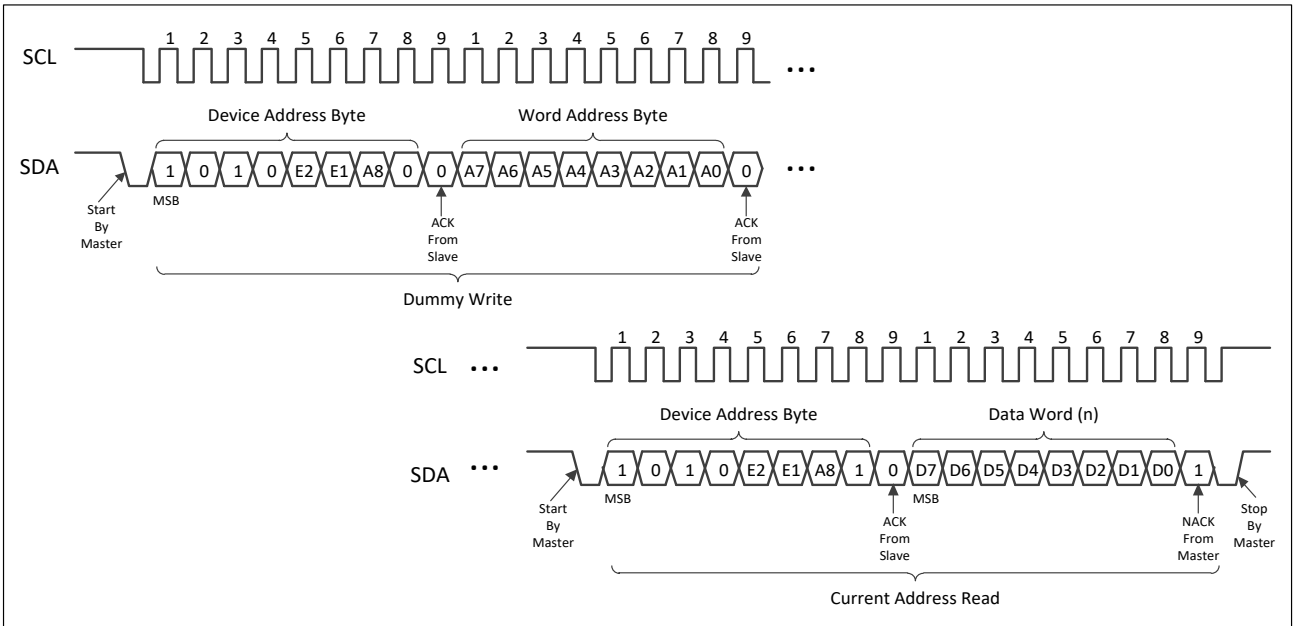 1 2 3 4 5 6 7 8 9 1 2 3 4 5 6 7 8 9
SCL ...
Device Address Byte Word Address Byte
SDA 1 0 1 0 E2 E1 A8 0 0 A7 A6 A5 A4 A3 A2 A1 A0 0 ...
MSB
Start
By
Master
ACK
From
Slave
ACK
From
Slave
Dummy Write
1 2 3 4 5 6 7 8 9 1 2 3 4 5 6 7 8 9
SCL ...
Device Address Byte Data Word (n)
SDA ... 1 0 1 0 E2 E1 A8 1 0 D7 D6 D5 D4 D3 D2 D1 D0 1
MSB MSB
Start
By
Master
ACK
From
Slave
NACK
From
Master
Stop
By
Master
Current Address Read